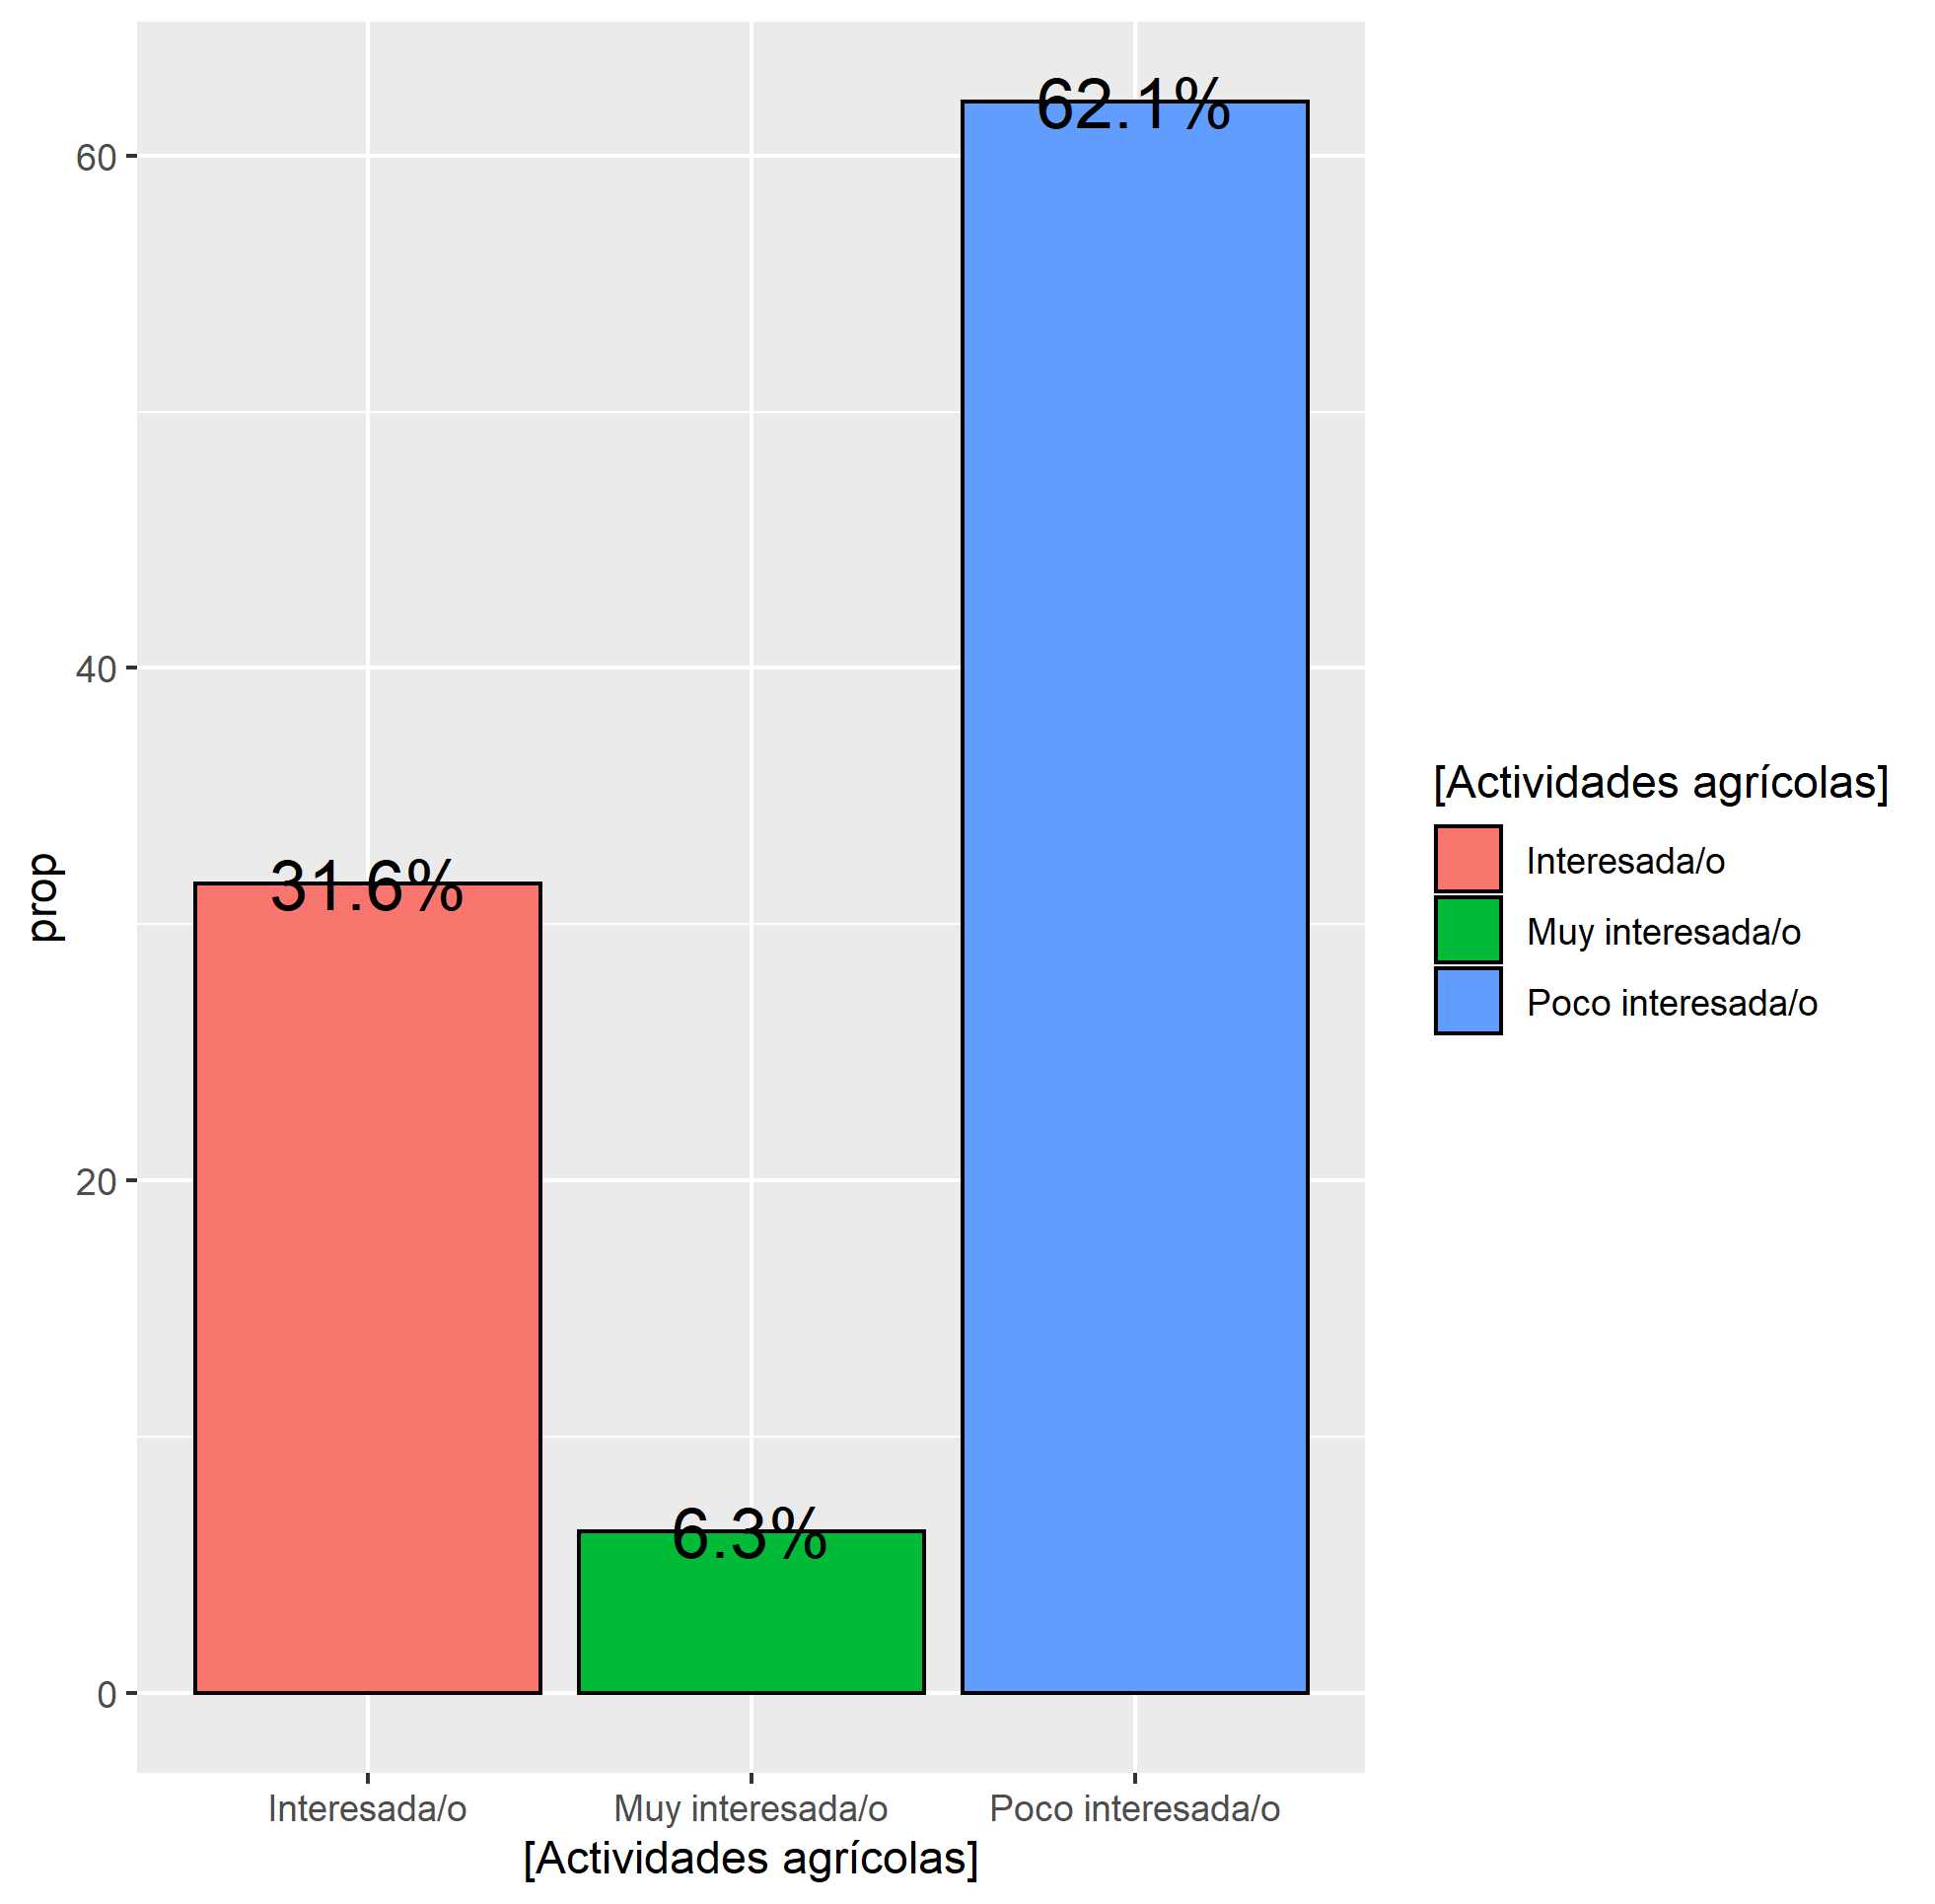 62.1%
60
40
31.6%
prop
20
6.3%
0
Interesada/o
Muy interesada/o
Poco interesada/o
[Actividades agrícolas]
[Actividades agrícolas]
Interesada/o
Muy interesada/o
Poco interesada/o